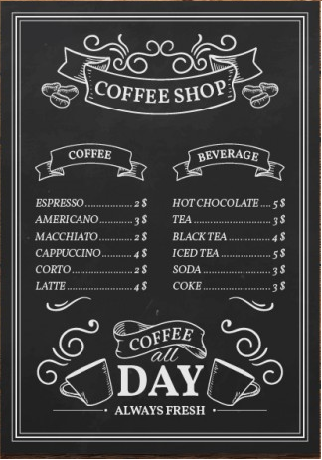 COFFEE SHOP
COFFEE
ESPRESSO.............. 2 $
AMERICANO........... 3 $
MACCHIATO........... 2 $
CAPPUCCINO.......... 4 $
CORTO.................... 2 $
LATTE...................... 4 $
BEVERAGE
HOT CHOCOLATE .... 5 $
TEA .......................... 3 $
BLACK TEA .............. 4 $
ICED TEA.................. 5 $
SODA ....................... 3 $
COKE ....................... 3 $
COFFEE
all
DAY
• ALWAYS FRESH •